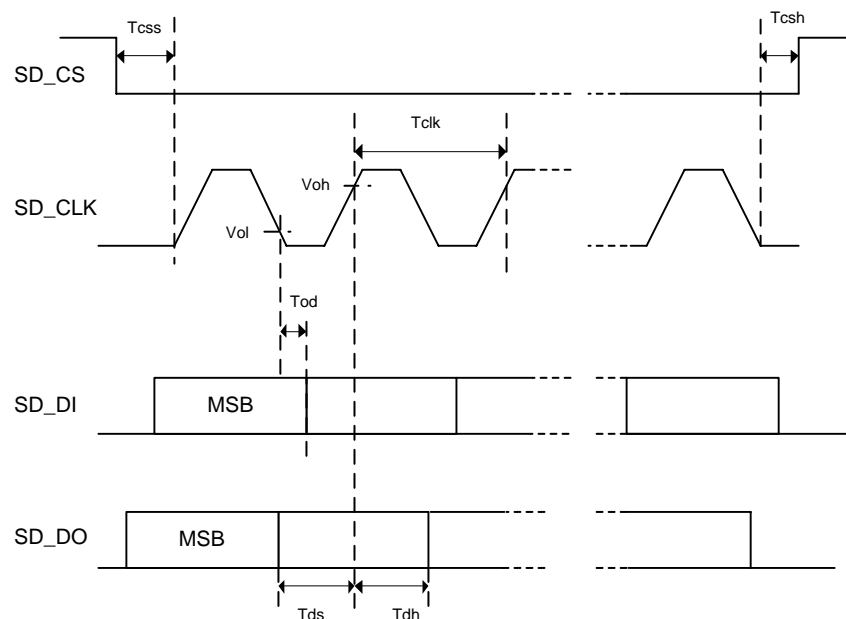 Tcss
Tcsh
SD_CS
Tclk
Voh
SD_CLK
Vol
Tod
SD_DI
MSB
SD_DO
MSB
Tds
Tdh